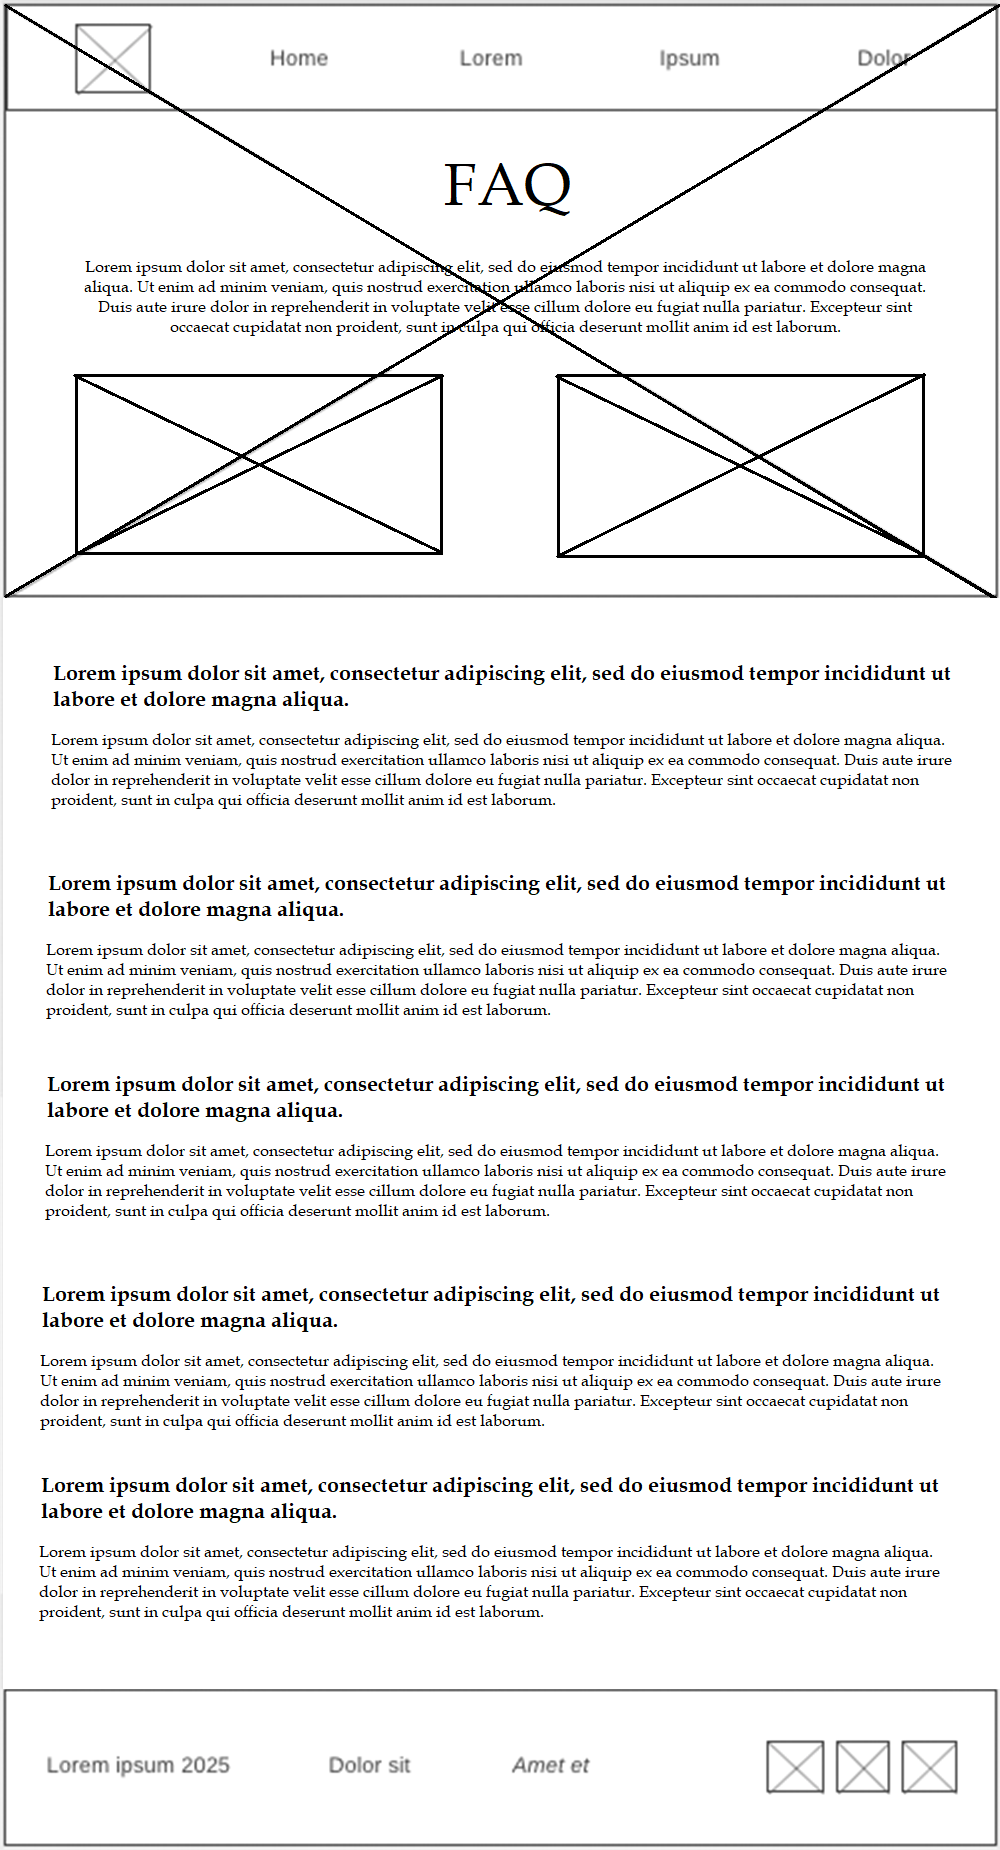 Home Lorem Ipsum Dolor
FAQ
Lorem ipsum dolor sit amet, consectetur adipiscing elit, sed do eiusmod tempor incididunt ut labore et dolore magna
aliqua. Ut enim ad minim veniam, quis nostrud exercitation ullamco laboris nisi ut aliquip ex ea commodo consequat.
Duis aute irure dolor in reprehenderit in voluptate velit esse cillum dolore eu fugiat nulla pariatur. Excepteur sint
occaecat cupidatat non proident, sunt in culpa qui officia deserunt mollit anim id est laborum.
Lorem ipsum dolor sit amet, consectetur adipiscing elit, sed do eiusmod tempor incididunt ut
labore et dolore magna aliqua.
Lorem ipsum dolor sit amet, consectetur adipiscing elit, sed do eiusmod tempor incididunt ut labore et dolore magna aliqua.
Ut enim ad minim veniam, quis nostrud exercitation ullamco laboris nisi ut aliquip ex ea commodo consequat. Duis aute irure
dolor in reprehenderit in voluptate velit esse cillum dolore eu fugiat nulla pariatur. Excepteur sint occaecat cupidatat non
proident, sunt in culpa qui officia deserunt mollit anim id est laborum.
Lorem ipsum dolor sit amet, consectetur adipiscing elit, sed do eiusmod tempor incididunt ut
labore et dolore magna aliqua.
Lorem ipsum dolor sit amet, consectetur adipiscing elit, sed do eiusmod tempor incididunt ut labore et dolore magna aliqua.
Ut enim ad minim veniam, quis nostrud exercitation ullamco laboris nisi ut aliquip ex ea commodo consequat. Duis aute irure
dolor in reprehenderit in voluptate velit esse cillum dolore eu fugiat nulla pariatur. Excepteur sint occaecat cupidatat non
proident, sunt in culpa qui officia deserunt mollit anim id est laborum.
Lorem ipsum dolor sit amet, consectetur adipiscing elit, sed do eiusmod tempor incididunt ut
labore et dolore magna aliqua.
Lorem ipsum dolor sit amet, consectetur adipiscing elit, sed do eiusmod tempor incididunt ut labore et dolore magna aliqua.
Ut enim ad minim veniam, quis nostrud exercitation ullamco laboris nisi ut aliquip ex ea commodo consequat. Duis aute irure
dolor in reprehenderit in voluptate velit esse cillum dolore eu fugiat nulla pariatur. Excepteur sint occaecat cupidatat non
proident, sunt in culpa qui officia deserunt mollit anim id est laborum.
Lorem ipsum dolor sit amet, consectetur adipiscing elit, sed do eiusmod tempor incididunt ut
labore et dolore magna aliqua.
Lorem ipsum dolor sit amet, consectetur adipiscing elit, sed do eiusmod tempor incididunt ut labore et dolore magna aliqua.
Ut enim ad minim veniam, quis nostrud exercitation ullamco laboris nisi ut aliquip ex ea commodo consequat. Duis aute irure
dolor in reprehenderit in voluptate velit esse cillum dolore eu fugiat nulla pariatur. Excepteur sint occaecat cupidatat non
proident, sunt in culpa qui officia deserunt mollit anim id est laborum.
Lorem ipsum dolor sit amet, consectetur adipiscing elit, sed do eiusmod tempor incididunt ut
labore et dolore magna aliqua.
Lorem ipsum dolor sit amet, consectetur adipiscing elit, sed do eiusmod tempor incididunt ut labore et dolore magna aliqua.
Ut enim ad minim veniam, quis nostrud exercitation ullamco laboris nisi ut aliquip ex ea commodo consequat. Duis aute irure
dolor in reprehenderit in voluptate velit esse cillum dolore eu fugiat nulla pariatur. Excepteur sint occaecat cupidatat non
proident, sunt in culpa qui officia deserunt mollit anim id est laborum.
Lorem ipsum 2025 Dolor sit Amet et